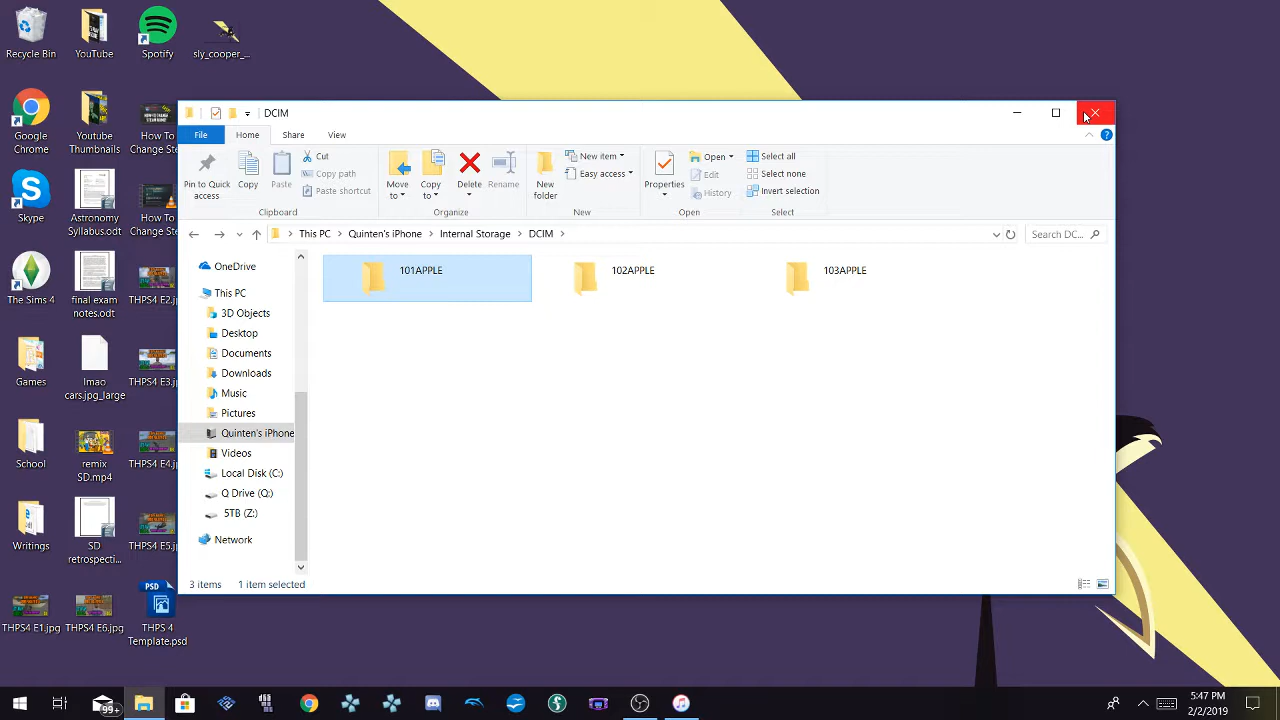 Recycle Bin
YouTube
Spotify
sly_cooper_...
Google
Chrome
Youtube
Thumbnails
How To
Change Ste
Skype
Astronomy
Syllabus.odt
How To
Change Ste
The Sims 4
final exam
notes.odt
THPS4 E2.j
Games
lmao
cars.jpg_large
THPS4 E3.j
School
remix
SD.mp4
THPS4 E4.j
Writings
SD
retrospecti...
THPS4 E5.j
THPS4 E1.jpg
THPS4 E6.jpg
PSD
THPS 4
Template.psd
DCIM
File
Home
Share
View
Pin to Quick
access
Copy
Paste
Cut
Copy path
Paste shortcut
Clipboard
Move
to
Copy
to
Delete
Rename
Organize
New
folder
New item
Easy access
New
Properties
Open
Edit
History
Open
Select all
Select none
Invert selection
Select
This PC
Quinten's iPhone
Internal Storage
DCIM
Search DC...
OneDrive
This PC
3D Objects
Desktop
Documents
Downloads
Music
Pictures
Quinten's iPhone
Videos
Local Disk (C:)
Q Drive (Q:)
5TB (Z:)
Network
101APPLE
102APPLE
103APPLE
3 items
1 item selected
99+
5:47 PM
2/2/2019